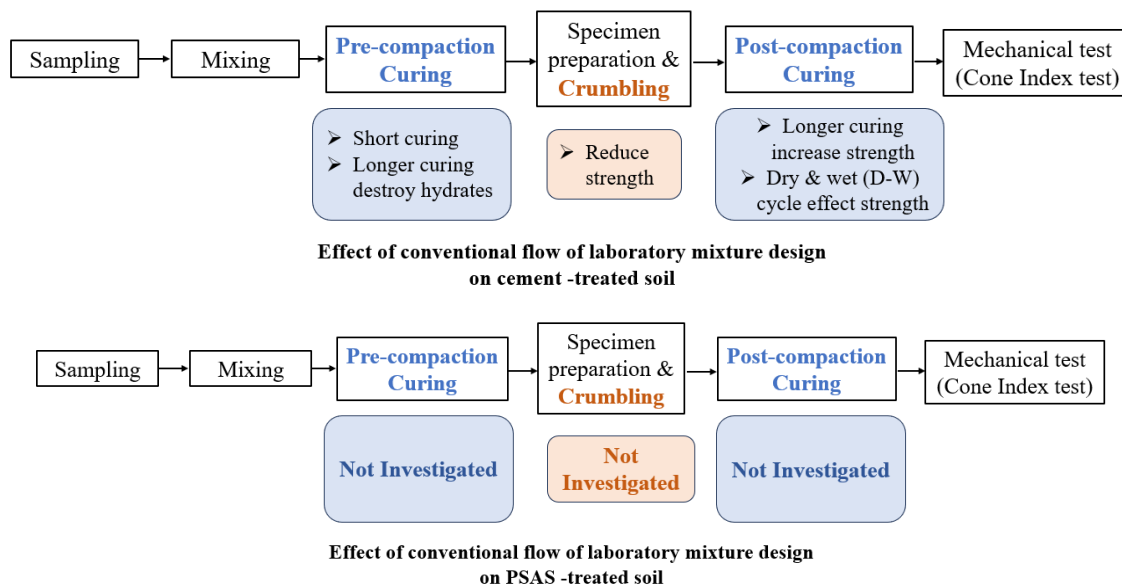 Sampling
Mixing
Pre-compaction
Curing
Specimen
preparation &
Crumbling
Post-compaction
Curing
Mechanical test
(Cone Index test)
➢ Short curing
➢ Longer curing
destroy hydrates
➢ Reduce
strength
➢ Longer curing
increase strength
➢ Dry & wet (D-W)
cycle effect strength
Effect of conventional flow of laboratory mixture design
on cement -treated soil
Sampling
Mixing
Pre-compaction
Curing
Specimen
preparation &
Crumbling
Post-compaction
Curing
Mechanical test
(Cone Index test)
Not Investigated
Not
Investigated
Not Investigated
Effect of conventional flow of laboratory mixture design
on PSAS -treated soil